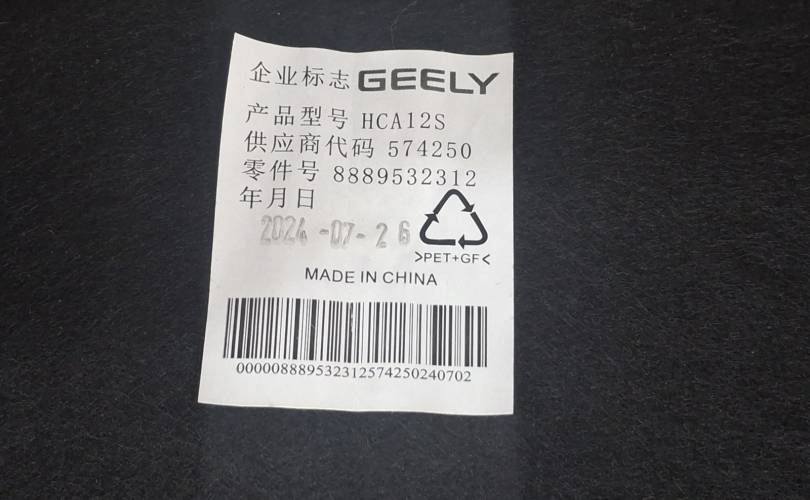 企业标志 GEELY
产品型号 HCA12S
供应商代码 574250
零件号 8889532312
年月日
2024-07-26
>PET+GF<
MADE IN CHINA
000008889532312574250240702